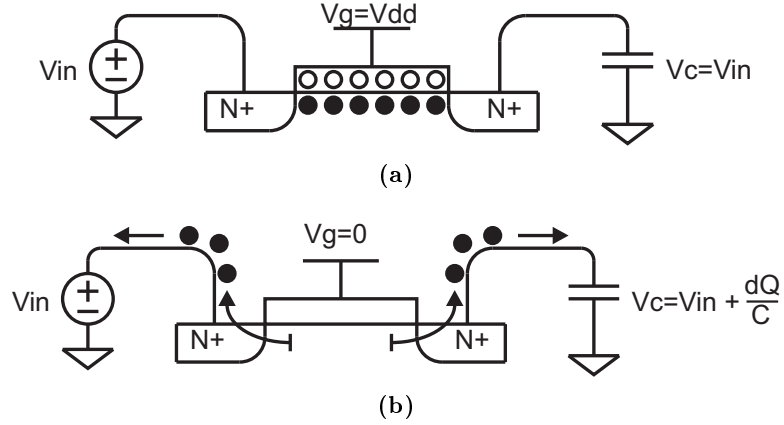 Vg=Vdd
Vin
+
−
N+
N+
Vc=Vin
(a)
Vg=0
Vin
+
−
N+
N+
Vc=Vin + dQ/C
(b)